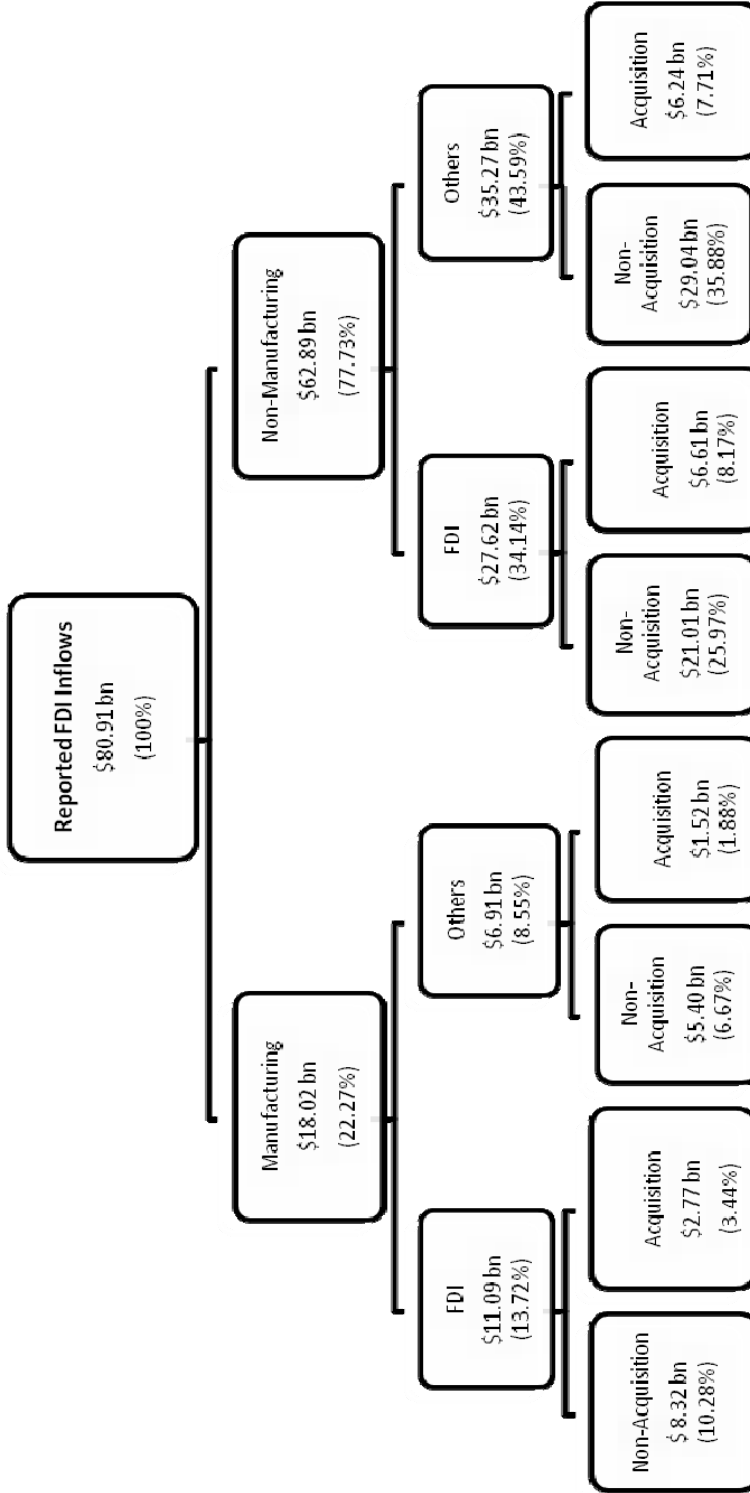 Reported FDI Inflows
$80.91 bn
(100%)
Manufacturing
$18.02 bn
(22.27%)
Non-Manufacturing
$62.89 bn
(77.73%)
FDI
$11.09 bn
(13.72%)
Others
$6.91 bn
(8.55%)
FDI
$27.62 bn
(34.14%)
Others
$35.27 bn
(43.59%)
Non-Acquisition
$ 8.32 bn
(10.28%)
Acquisition
$2.77 bn
(3.44%)
Non-
Acquisition
$5.40 bn
(6.67%)
Acquisition
$1.52 bn
(1.88%)
Non-
Acquisition
$21.01 bn
(25.97%)
Acquisition
$6.61 bn
(8.17%)
Non-
Acquisition
$29.04 bn
(35.88%)
Acquisition
$6.24 bn
(7.71%)